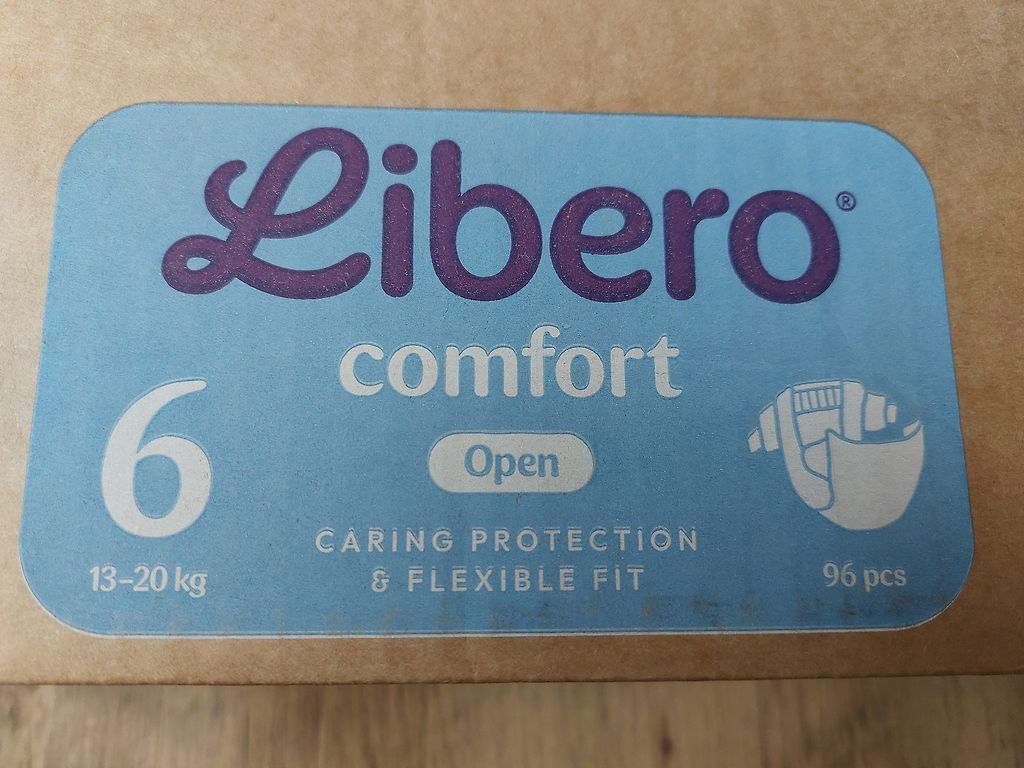 Libero®
comfort
6
Open
CARING PROTECTION
& FLEXIBLE FIT
13–20 kg
96 pcs